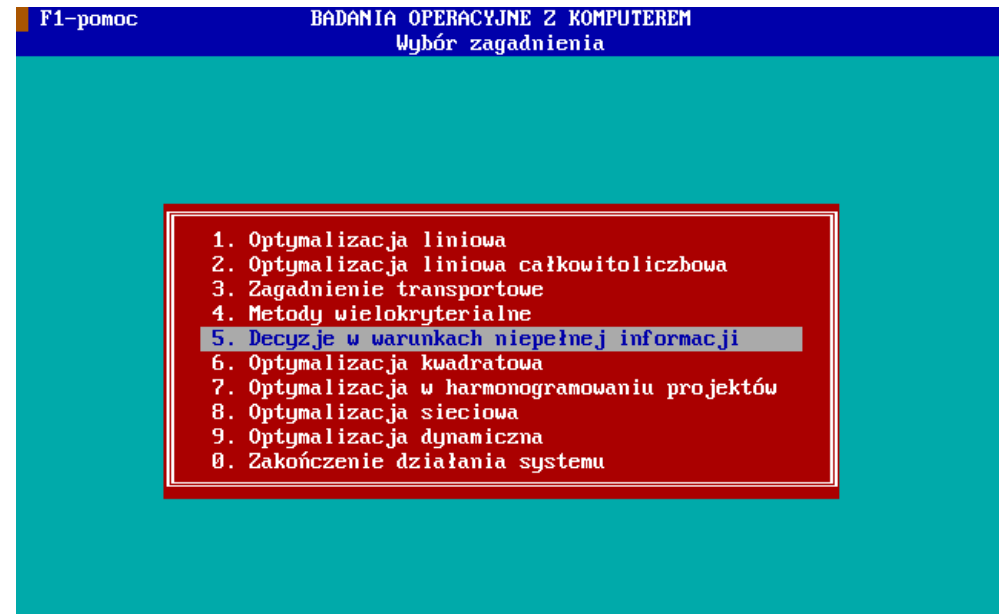 F1-pomoc BADANIA OPERACYJNE Z KOMPUTEREM
Wybór zagadnienia
1. Optymalizacja liniowa
2. Optymalizacja liniowa całkowitoliczbowa
3. Zagadnienie transportowe
4. Metody wielokryterialne
5. Decyzje w warunkach niepełnej informacji
6. Optymalizacja kwadratowa
7. Optymalizacja w harmonogramowaniu projektów
8. Optymalizacja sieciowa
9. Optymalizacja dynamiczna
0. Zakończenie działania systemu